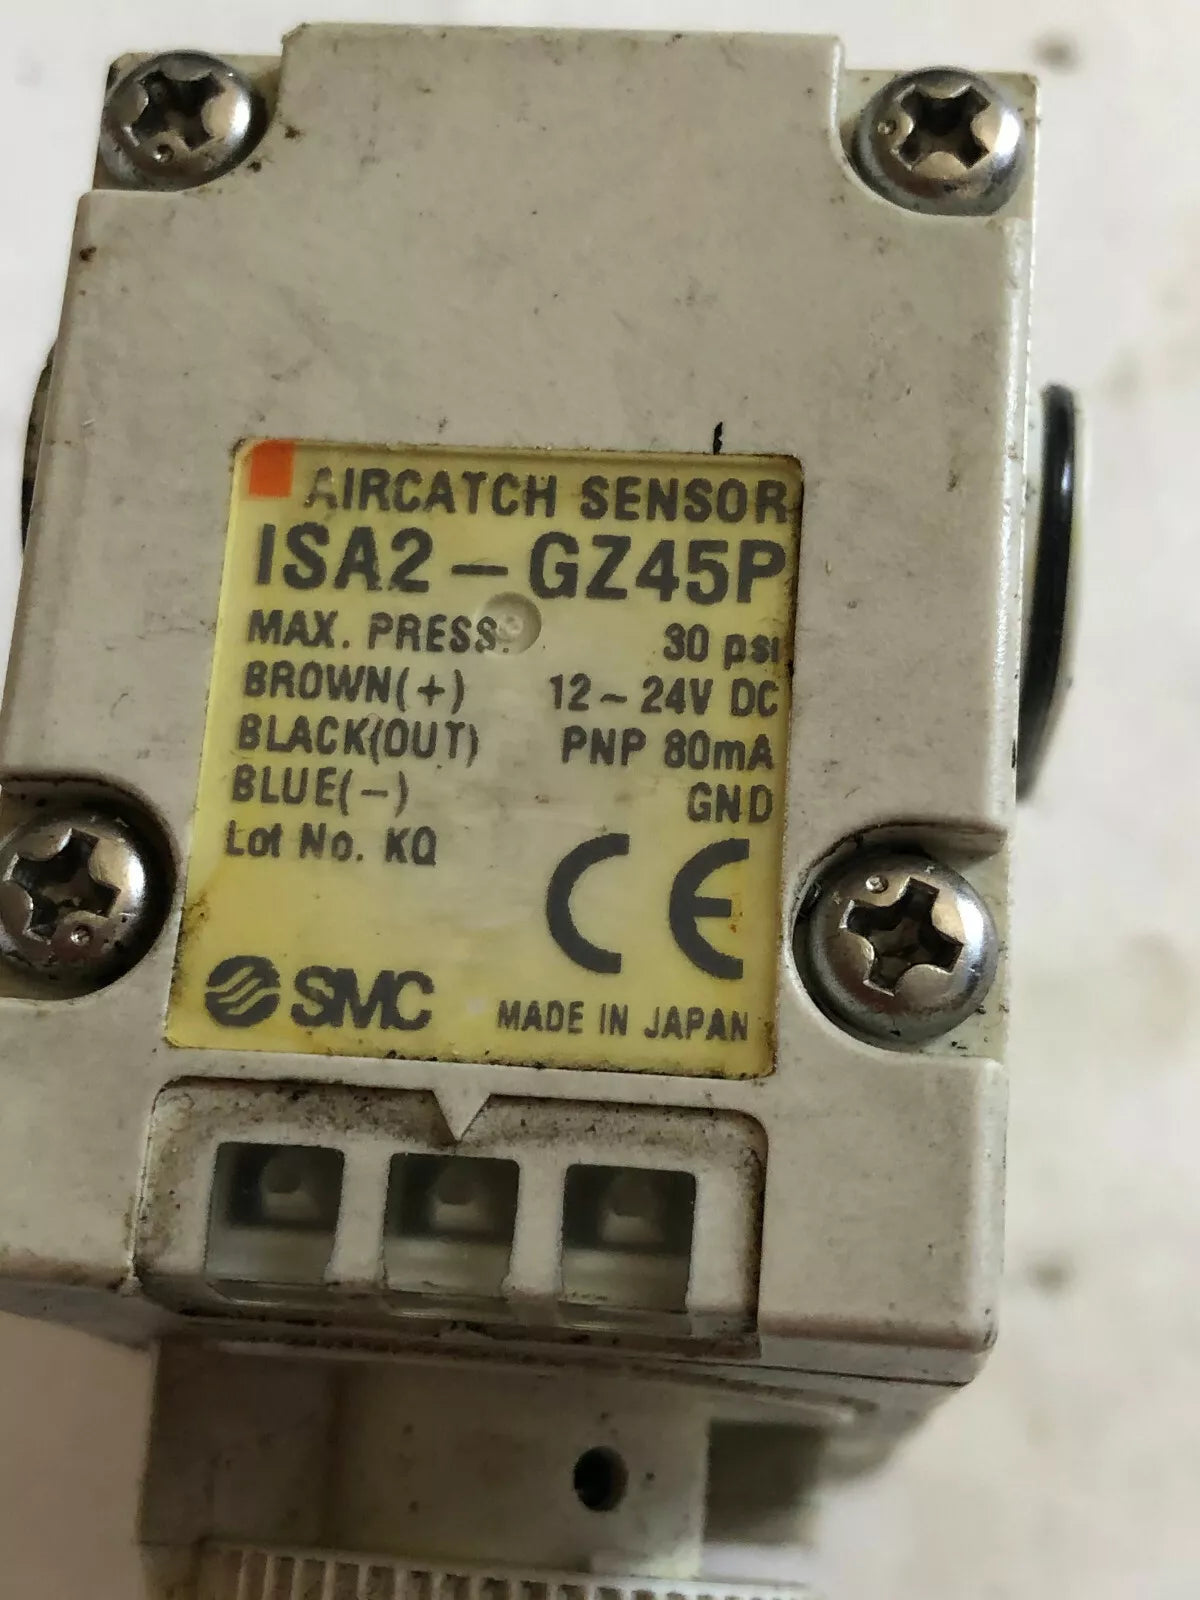 AIRCATCH SENSOR
ISA2-GZ45P
MAX. PRESS. 30 psi
BROWN(+) 12~24V DC
BLACK(OUT) PNP 80mA
BLUE(-) GND
Lot No. KQ
CE
SMC MADE IN JAPAN